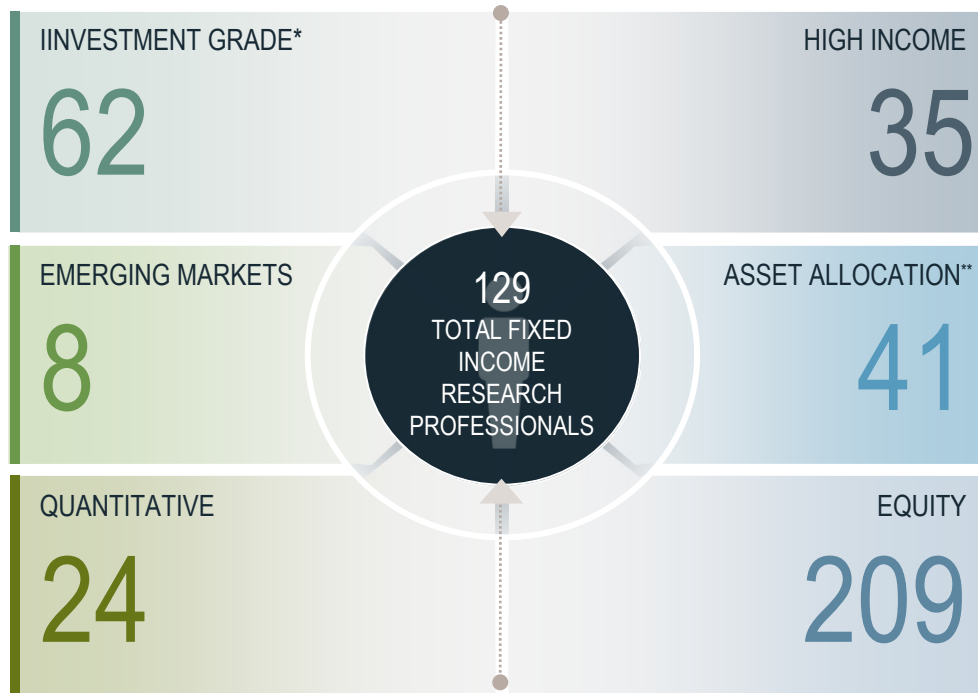 IINVESTMENT GRADE*
62
HIGH INCOME
35
EMERGING MARKETS
8
129
TOTAL FIXED
INCOME
RESEARCH
PROFESSIONALS
ASSET ALLOCATION**
41
QUANTITATIVE
24
EQUITY
209